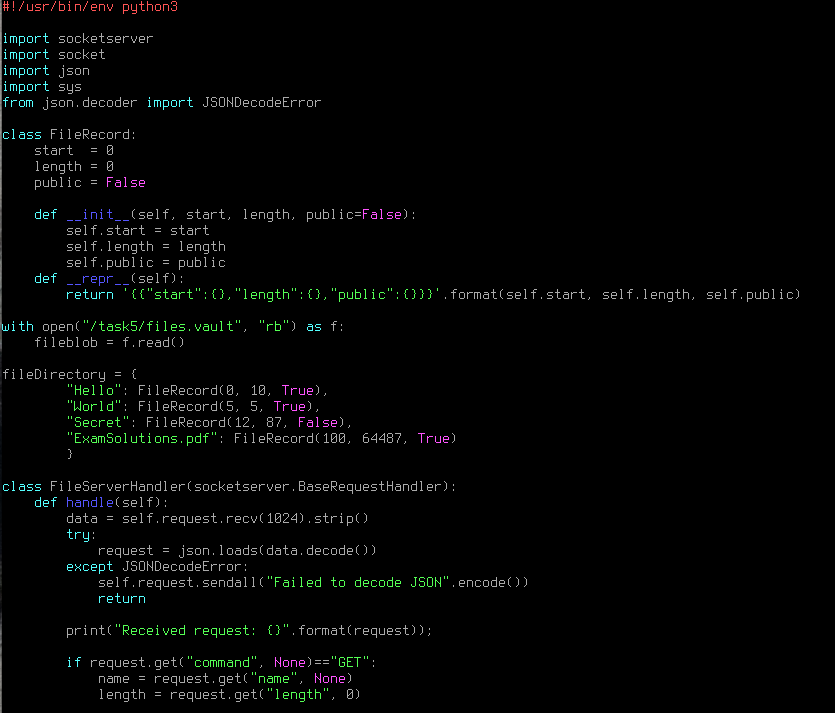 #!/usr/bin/env python3
import socketserver
import socket
import json
import sys
from json.decoder import JSONDecodeError
class FileRecord:
    start  = 0
    length = 0
    public = False
    def __init__(self, start, length, public=False):
        self.start = start
        self.length = length
        self.public = public
    def __repr__(self):
        return '{{"start":{},"length":{},"public":{}}}'.format(self.start, self.length, self.public)
with open("/task5/files.vault", "rb") as f:
    fileblob = f.read()
fileDirectory = {
        "Hello": FileRecord(0, 10, True),
        "World": FileRecord(5, 5, True),
        "Secret": FileRecord(12, 87, False),
        "ExamSolutions.pdf": FileRecord(100, 64487, True)
        }
class FileServerHandler(socketserver.BaseRequestHandler):
    def handle(self):
        data = self.request.recv(1024).strip()
        try:
            request = json.loads(data.decode())
        except JSONDecodeError:
            self.request.sendall("Failed to decode JSON".encode())
            return
        print("Received request: {}".format(request));
        if request.get("command", None)=="GET":
            name = request.get("name", None)
            length = request.get("length", 0)